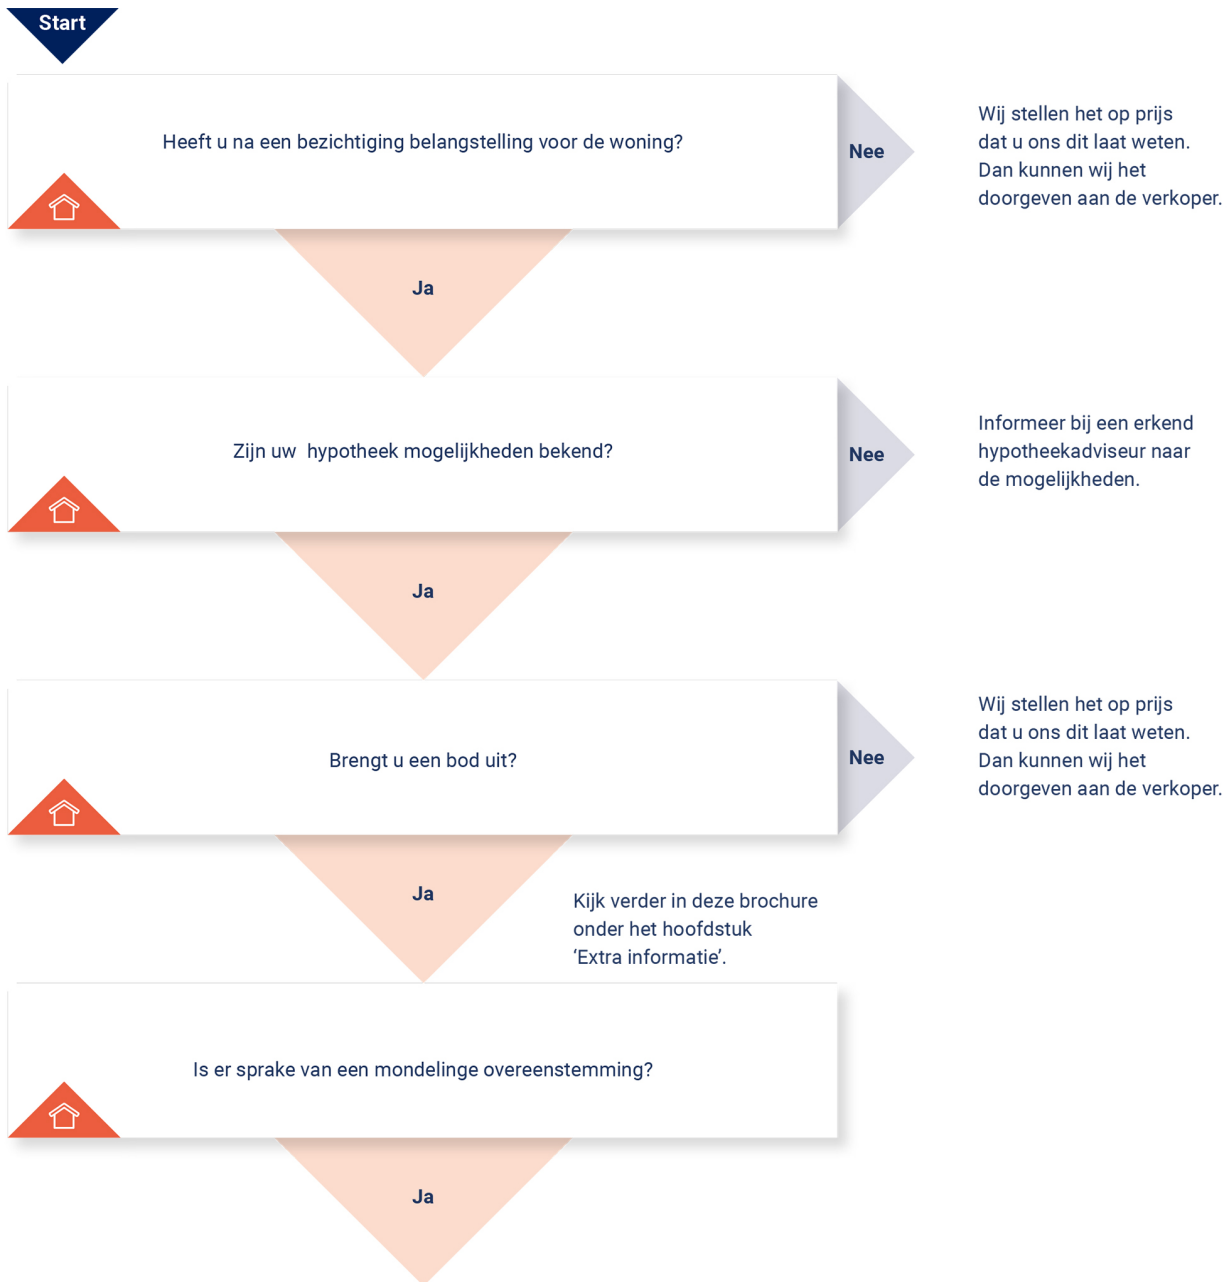 Start
Heeft u na een bezichtiging belangstelling voor de woning?
Nee
Wij stellen het op prijs
dat u ons dit laat weten.
Dan kunnen wij het
doorgeven aan de verkoper.
Ja
Zijn uw  hypotheek mogelijkheden bekend?
Nee
Informeer bij een erkend
hypotheekadviseur naar
de mogelijkheden.
Ja
Brengt u een bod uit?
Nee
Wij stellen het op prijs
dat u ons dit laat weten.
Dan kunnen wij het
doorgeven aan de verkoper.
Ja
Kijk verder in deze brochure
onder het hoofdstuk
‘Extra informatie’.
Is er sprake van een mondelinge overeenstemming?
Ja